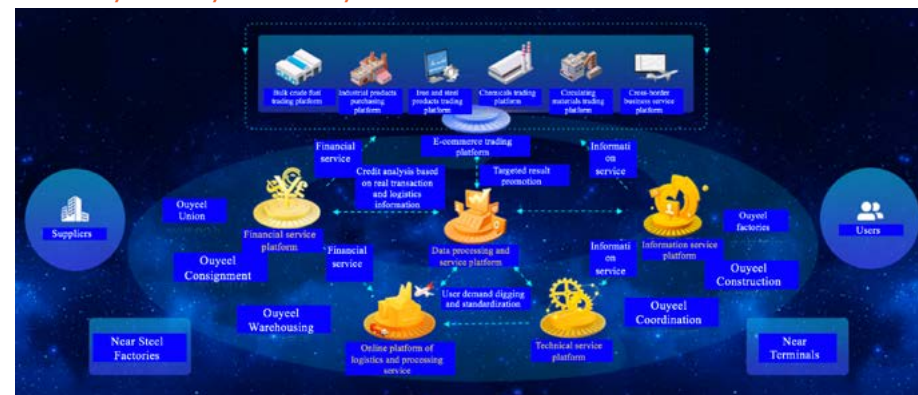 Bulk crude fuel
trading platform
Industrial products
purchasing
platform
Iron and steel
products trading
platform
Chemicals trading
platform
Circulating
materials trading
platform
Cross-border
business service
platform
E-commerce trading
platform
Financial
service
Informati
on
service
Credit analysis based
on real transaction
and logistics
information
Targeted result
promotion
Suppliers
Ouyeel
Union
Financial service
platform
Data processing and
service platform
Information service
platform
Ouyeel
factories
Users
Ouyeel
Consignment
Financial
service
Informati
on
service
Ouyeel
Construction
User demand digging
and standardization
Ouyeel
Warehousing
Ouyeel
Coordination
Near Steel
Factories
Online platform of
logistics and processing
service
Technical service
platform
Near
Terminals